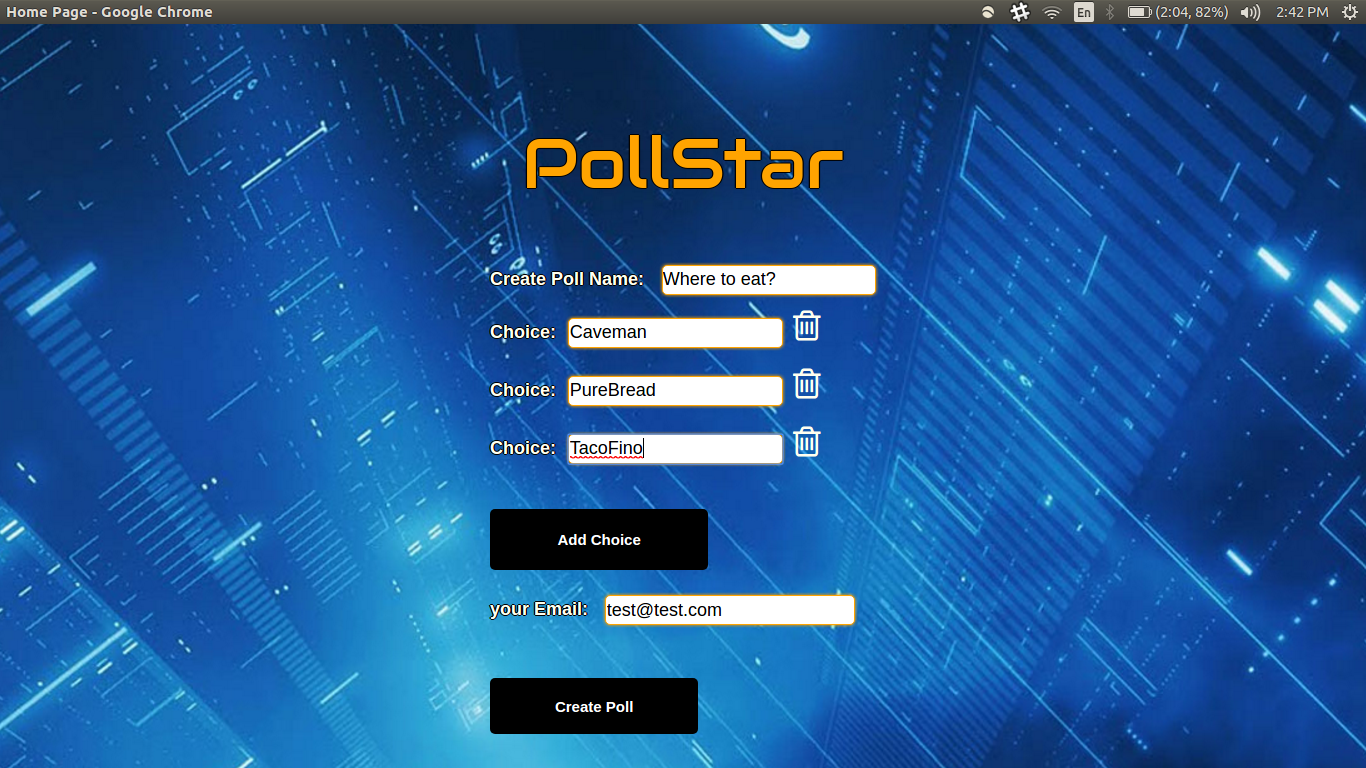 Home Page - Google Chrome En (2:04, 82%) 2:42 PM
PollStar
Create Poll Name: Where to eat?
Choice: Caveman
Choice: PureBread
Choice: TacoFino
Add Choice
your Email: test@test.com
Create Poll